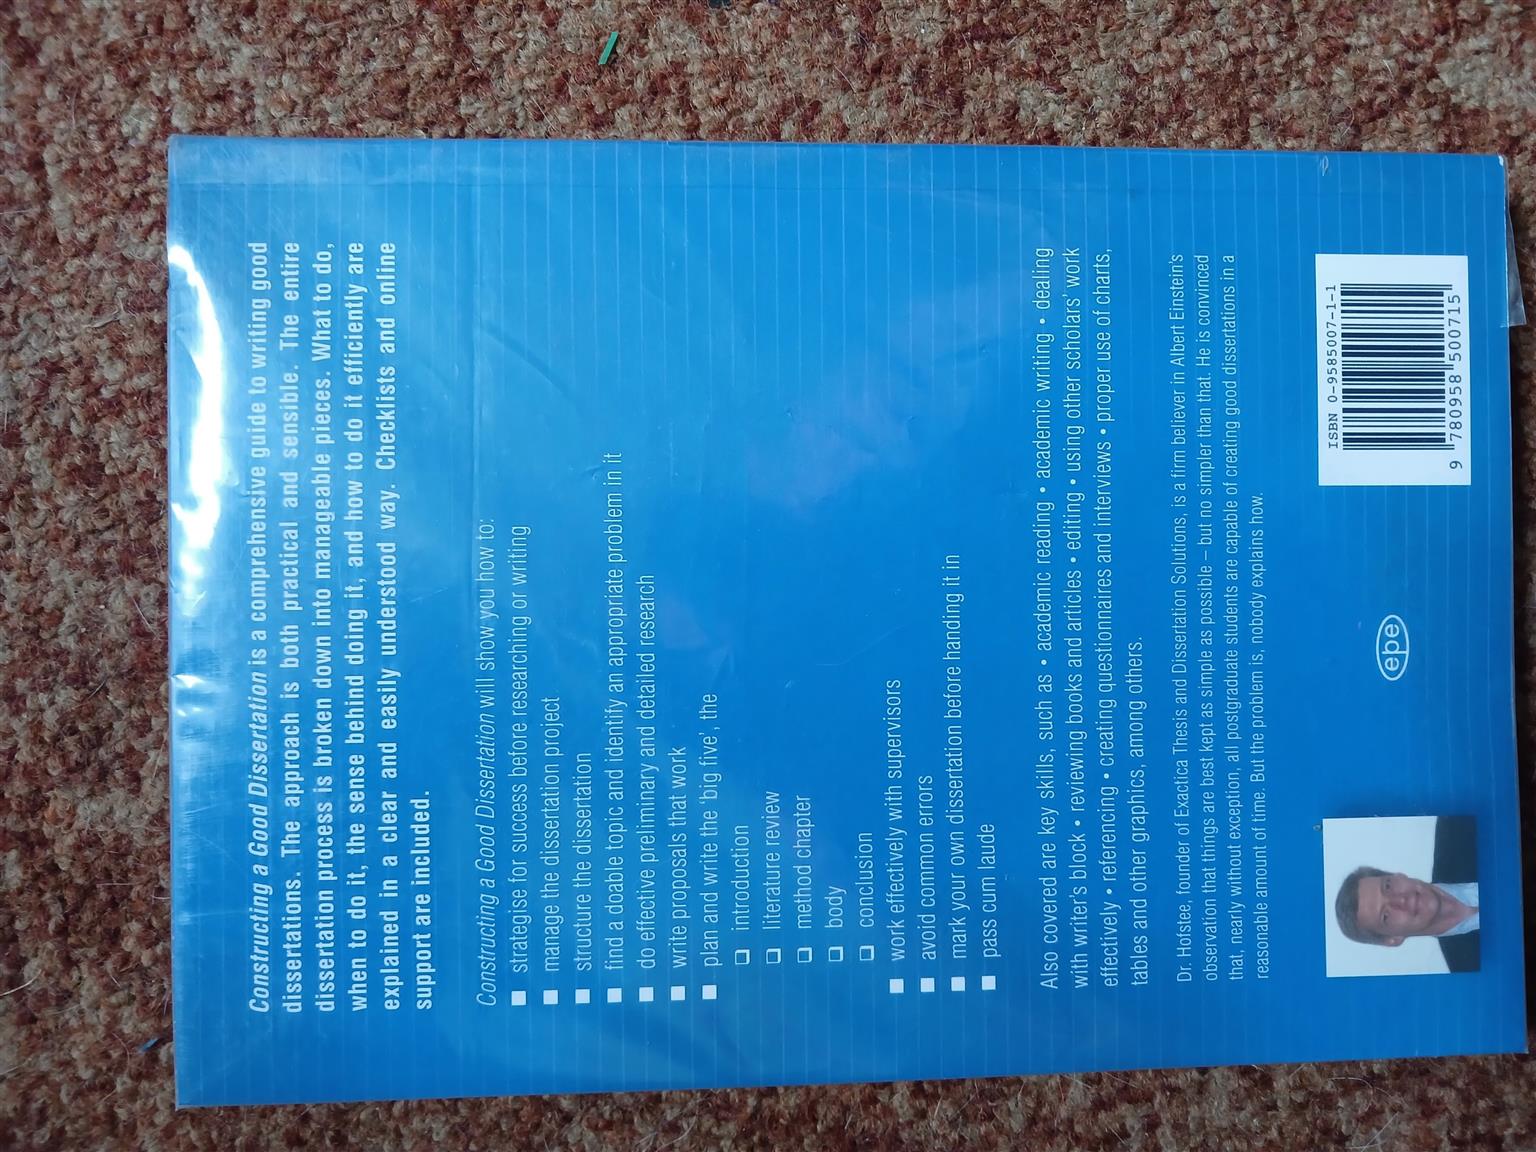 Constructing a Good Dissertation is a comprehensive guide to writing good
dissertations. The approach is both practical and sensible. The entire
dissertation process is broken down into manageable pieces. What to do,
when to do it, the sense behind doing it, and how to do it efficiently are
explained in a clear and easily understood way. Checklists and online
support are included.
Constructing a Good Dissertation will show you how to:
■ strategise for success before researching or writing
■ manage the dissertation project
■ structure the dissertation
■ find a doable topic and identify an appropriate problem in it
■ do effective preliminary and detailed research
■ write proposals that work
■ plan and write the 'big five', the
❑ introduction
❑ literature review
❑ method chapter
❑ body
❑ conclusion
■ work effectively with supervisors
■ avoid common errors
■ mark your own dissertation before handing it in
■ pass cum laude
Also covered are key skills, such as • academic reading • academic writing • dealing
with writer's block • reviewing books and articles • editing • using other scholars' work
effectively • referencing • creating questionnaires and interviews • proper use of charts,
tables and other graphics, among others.
Dr. Hofstee, founder of Exactica Thesis and Dissertation Solutions, is a firm believer in Albert Einstein's
observation that things are best kept as simple as possible – but no simpler than that. He is convinced
that, nearly without exception, all postgraduate students are capable of creating good dissertations in a
reasonable amount of time. But the problem is, nobody explains how.
epe
ISBN 0-9585007-1-1
9 780958 500715